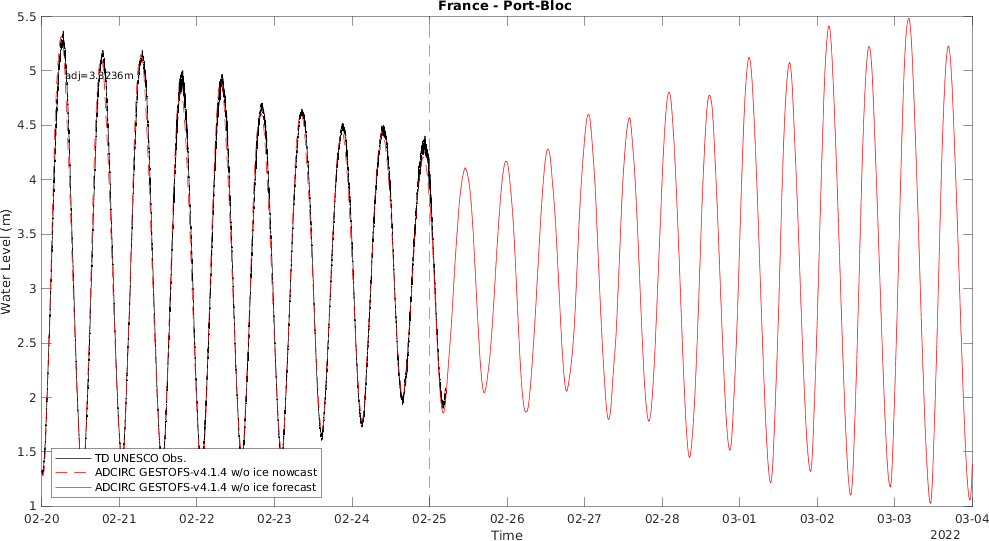 France - Port-Bloc
5.5
5
4.5
4
3.5
3
2.5
2
1.5
1
Water Level (m)
TD UNESCO Obs.
ADCIRC GESTOFS-v4.1.4 w/o ice nowcast
ADCIRC GESTOFS-v4.1.4 w/o ice forecast
02-20 02-21 02-22 02-23 02-24 02-25 02-26 02-27 02-28 03-01 03-02 03-03 03-04
Time
2022